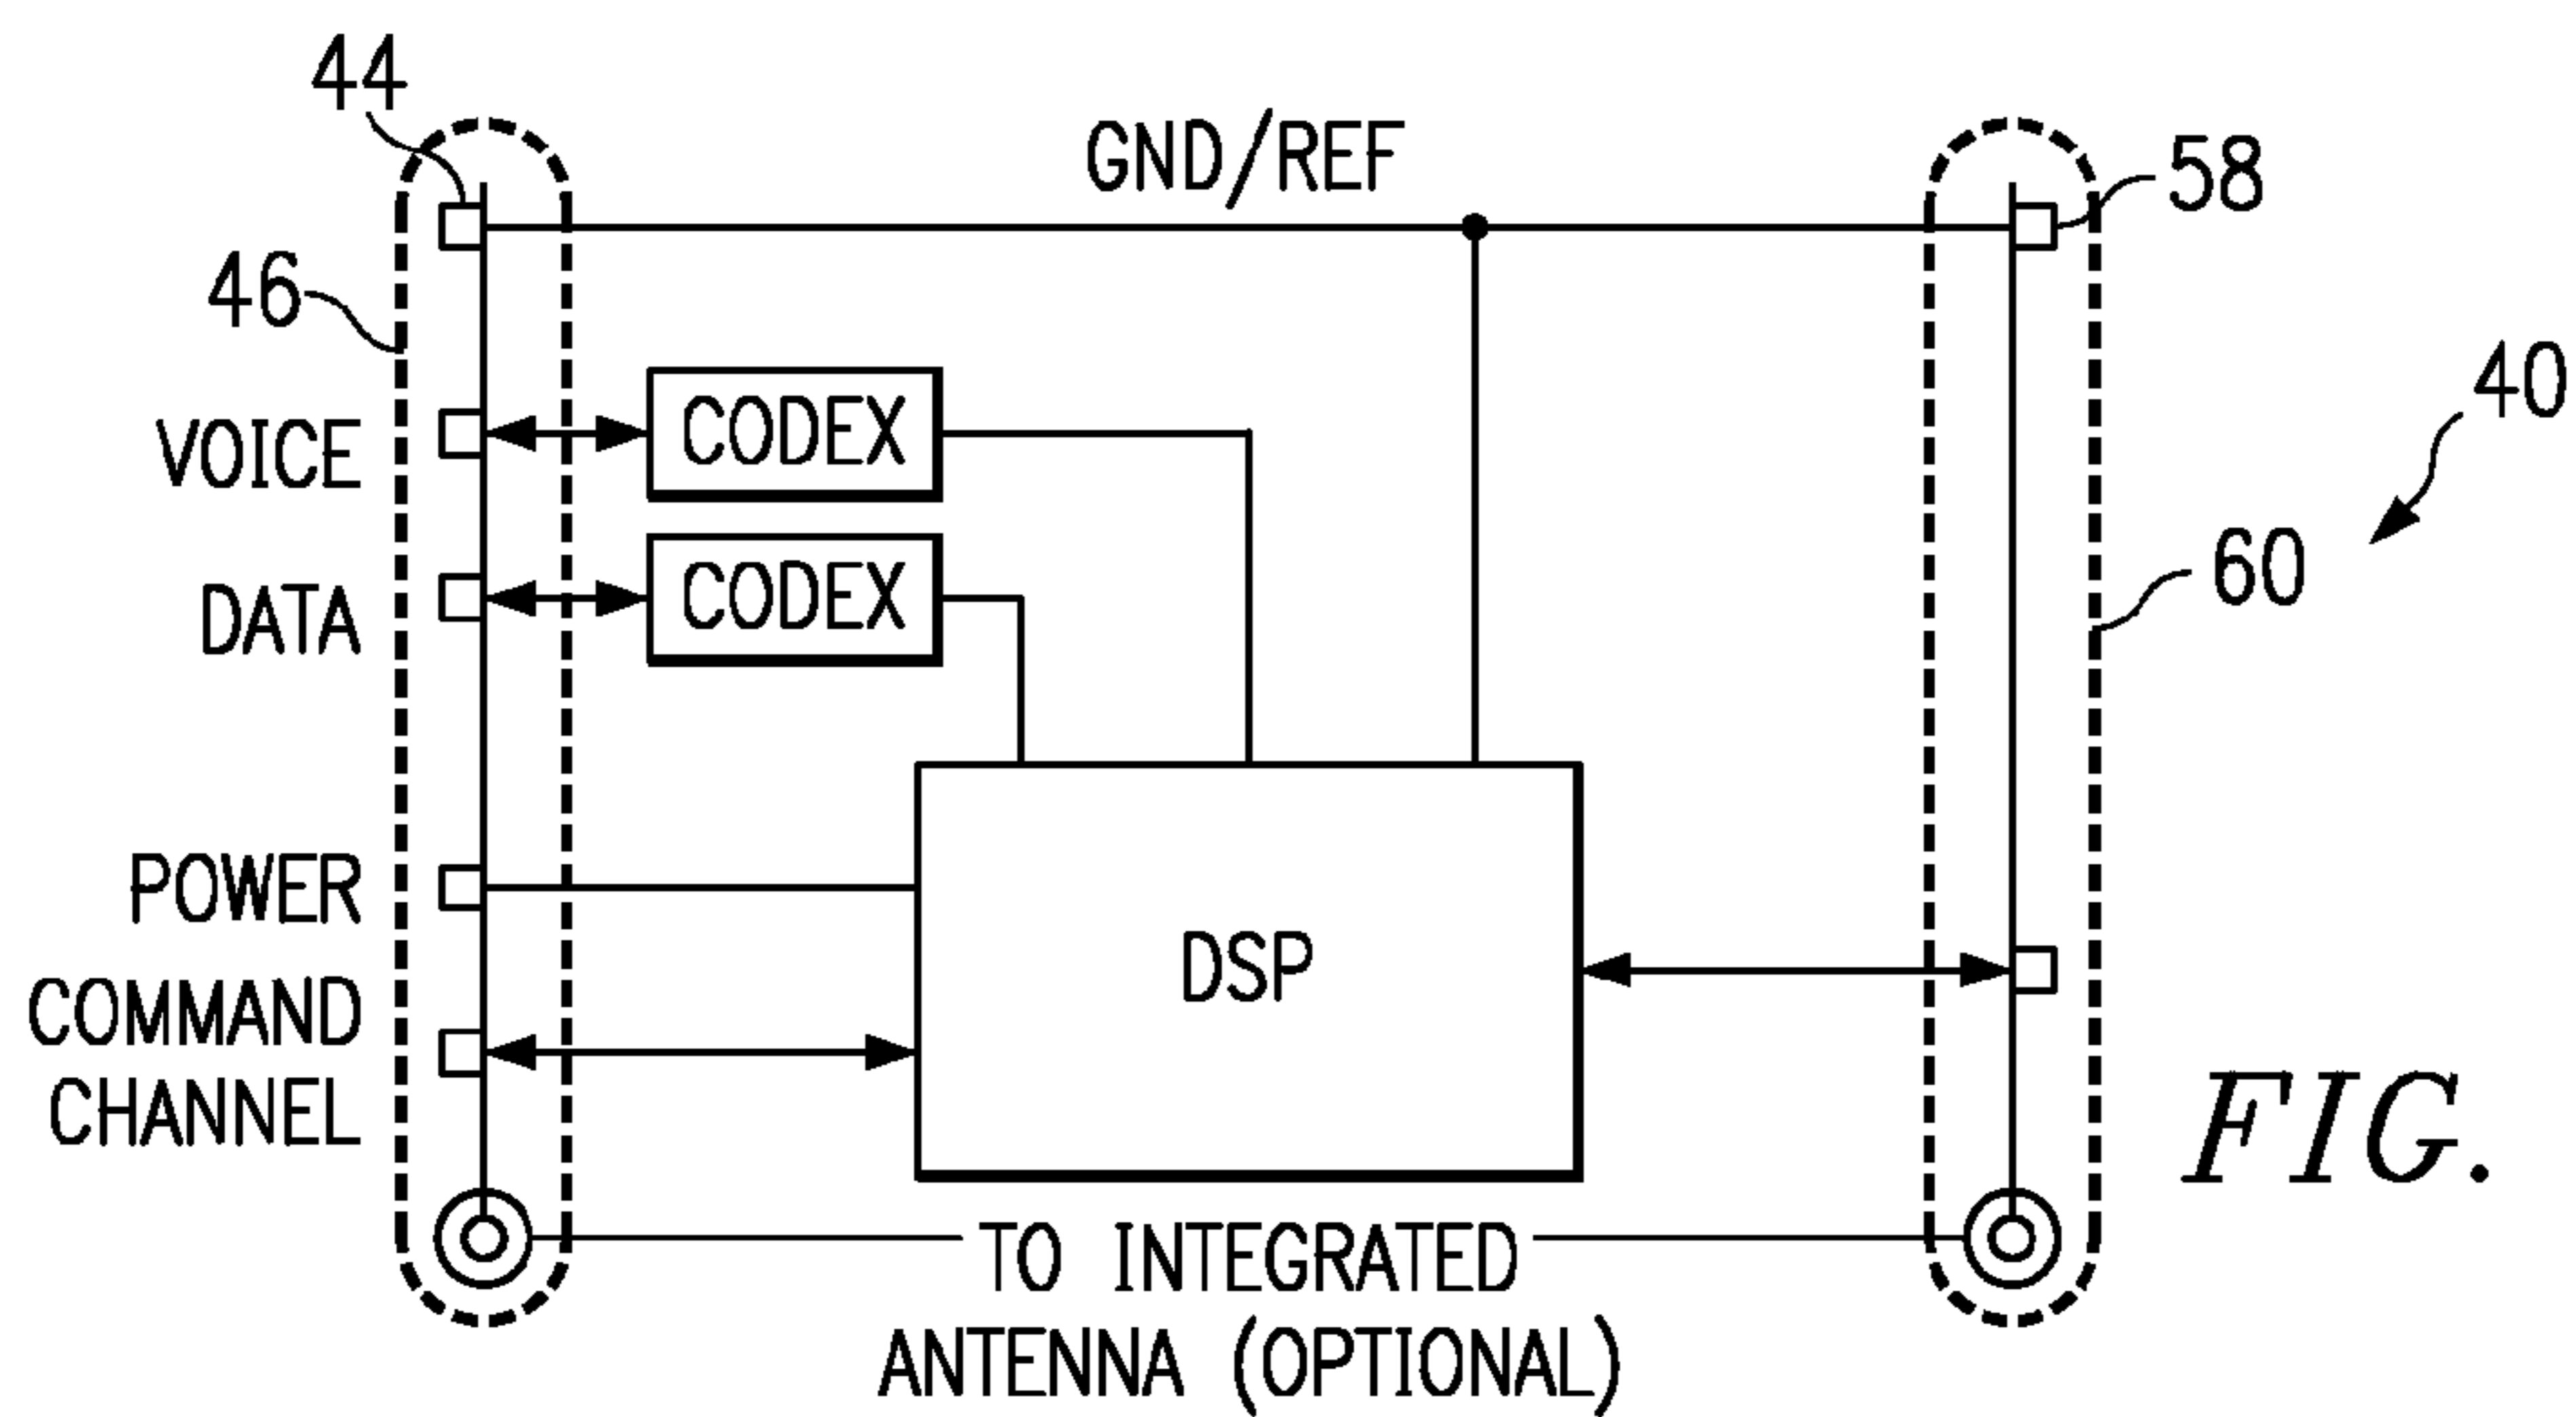 44
GND/REF
58
46
40
VOICE
CODEX
DATA
CODEX
60
POWER
DSP
COMMAND
CHANNEL
FIG.
TO INTEGRATED
ANTENNA (OPTIONAL)